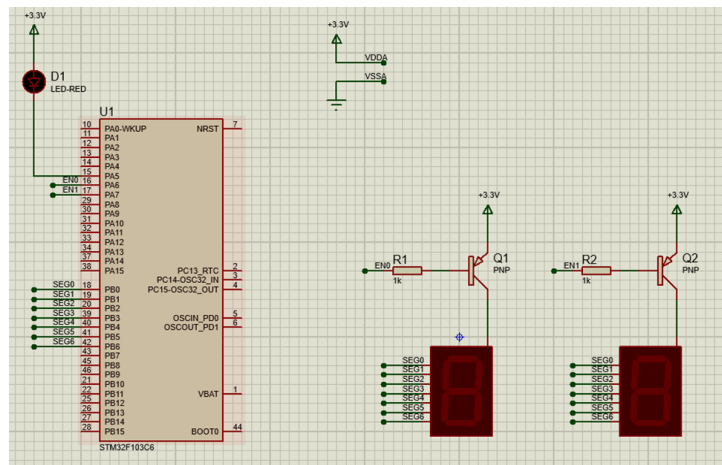 +3.3V
D1
LED-RED
+3.3V
VDDA
VSSA
U1
10 PA0-WKUP NRST 7
11 PA1
12 PA2
13 PA3
14 PA4
15 PA5
EN0 16 PA6
EN1 17 PA7
29 PA8
30 PA9
31 PA10
32 PA11
33 PA12
34 PA13
37 PA14
38 PA15
PC13_RTC 2
PC14-OSC32_IN 3
PC15-OSC32_OUT 4
SEG0 18 PB0
SEG1 19 PB1
SEG2 20 PB2
SEG3 39 PB3
SEG4 40 PB4
SEG5 41 PB5
SEG6 42 PB6
43 PB7
45 PB8
46 PB9
21 PB10
22 PB11
25 PB12
26 PB13
27 PB14
28 PB15
OSCIN_PD0 5
OSCOUT_PD1 6
VBAT 1
BOOT0 44
STM32F103C6
+3.3V
EN0
R1
1k
Q1
PNP
SEG0
SEG1
SEG2
SEG3
SEG4
SEG5
SEG6
+3.3V
EN1
R2
1k
Q2
PNP
SEG0
SEG1
SEG2
SEG3
SEG4
SEG5
SEG6